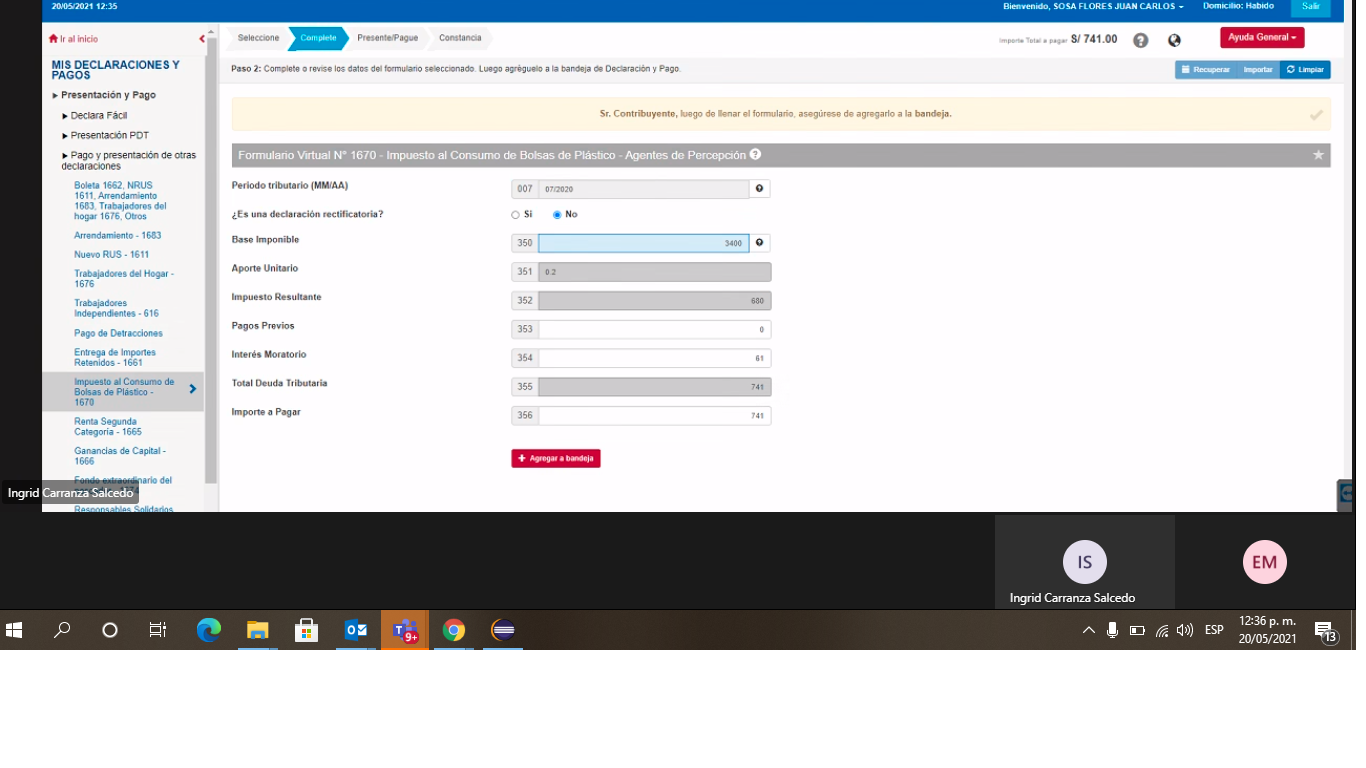 20/05/2021 12:35
Bienvenido, SOSA FLORES JUAN CARLOS
Domicilio: Habido
Salir
Ir al inicio
Seleccione
Complete
Presente/Pague
Constancia
Importe Total a pagar S/ 741.00
Ayuda General
MIS DECLARACIONES Y
PAGOS
Presentación y Pago
Declara Fácil
Presentación PDT
Pago y presentación de otras
declaraciones
Boleta 1662, NRUS
1611, Arrendamiento
1683, Trabajadores del
hogar 1676, Otros
Arrendamiento - 1683
Nuevo RUS - 1611
Trabajadores del Hogar -
1676
Trabajadores
Independientes - 616
Pago de Detracciones
Entrega de Importes
Retenidos - 1661
Impuesto al Consumo de
Bolsas de Plástico -
1670
Renta Segunda
Categoría - 1665
Ganancias de Capital -
1666
Fondo extraordinario del
Responsables Solidarios
Paso 2: Complete o revise los datos del formulario seleccionado. Luego agréguelo a la bandeja de Declaración y Pago.
Recuperar
Importar
Limpiar
Sr. Contribuyente, luego de llenar el formulario, asegúrese de agregarlo a la bandeja.
Formulario Virtual N° 1670 - Impuesto al Consumo de Bolsas de Plástico - Agentes de Percepción
Periodo tributario (MM/AA)
007
07/2020
¿Es una declaración rectificatoria?
Sí
No
Base Imponible
350
3400
Aporte Unitario
351
0.2
Impuesto Resultante
352
680
Pagos Previos
353
0
Interés Moratorio
354
61
Total Deuda Tributaria
355
741
Importe a Pagar
356
741
Agregar a bandeja
Ingrid Carranza Salcedo
IS
Ingrid Carranza Salcedo
EM
9+
ESP
12:36 p. m.
20/05/2021
13